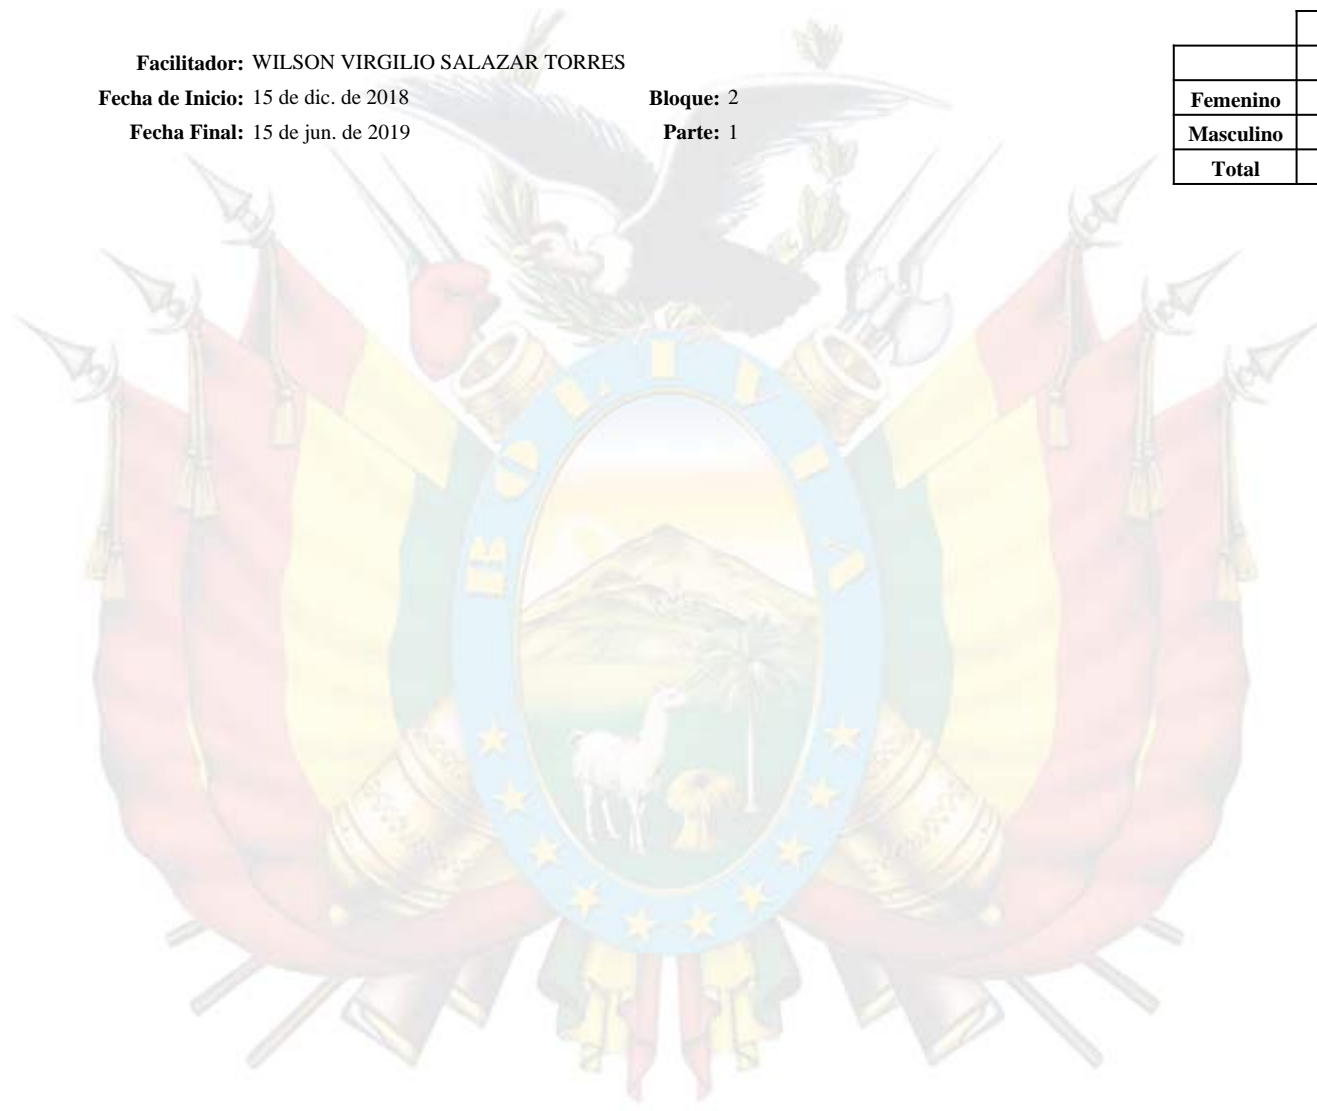 Facilitador: WILSON VIRGILIO SALAZAR TORRES
Fecha de Inicio: 15 de dic. de 2018 Bloque: 2
Fecha Final: 15 de jun. de 2019 Parte: 1
Femenino
Masculino
Total
BOLIVIA